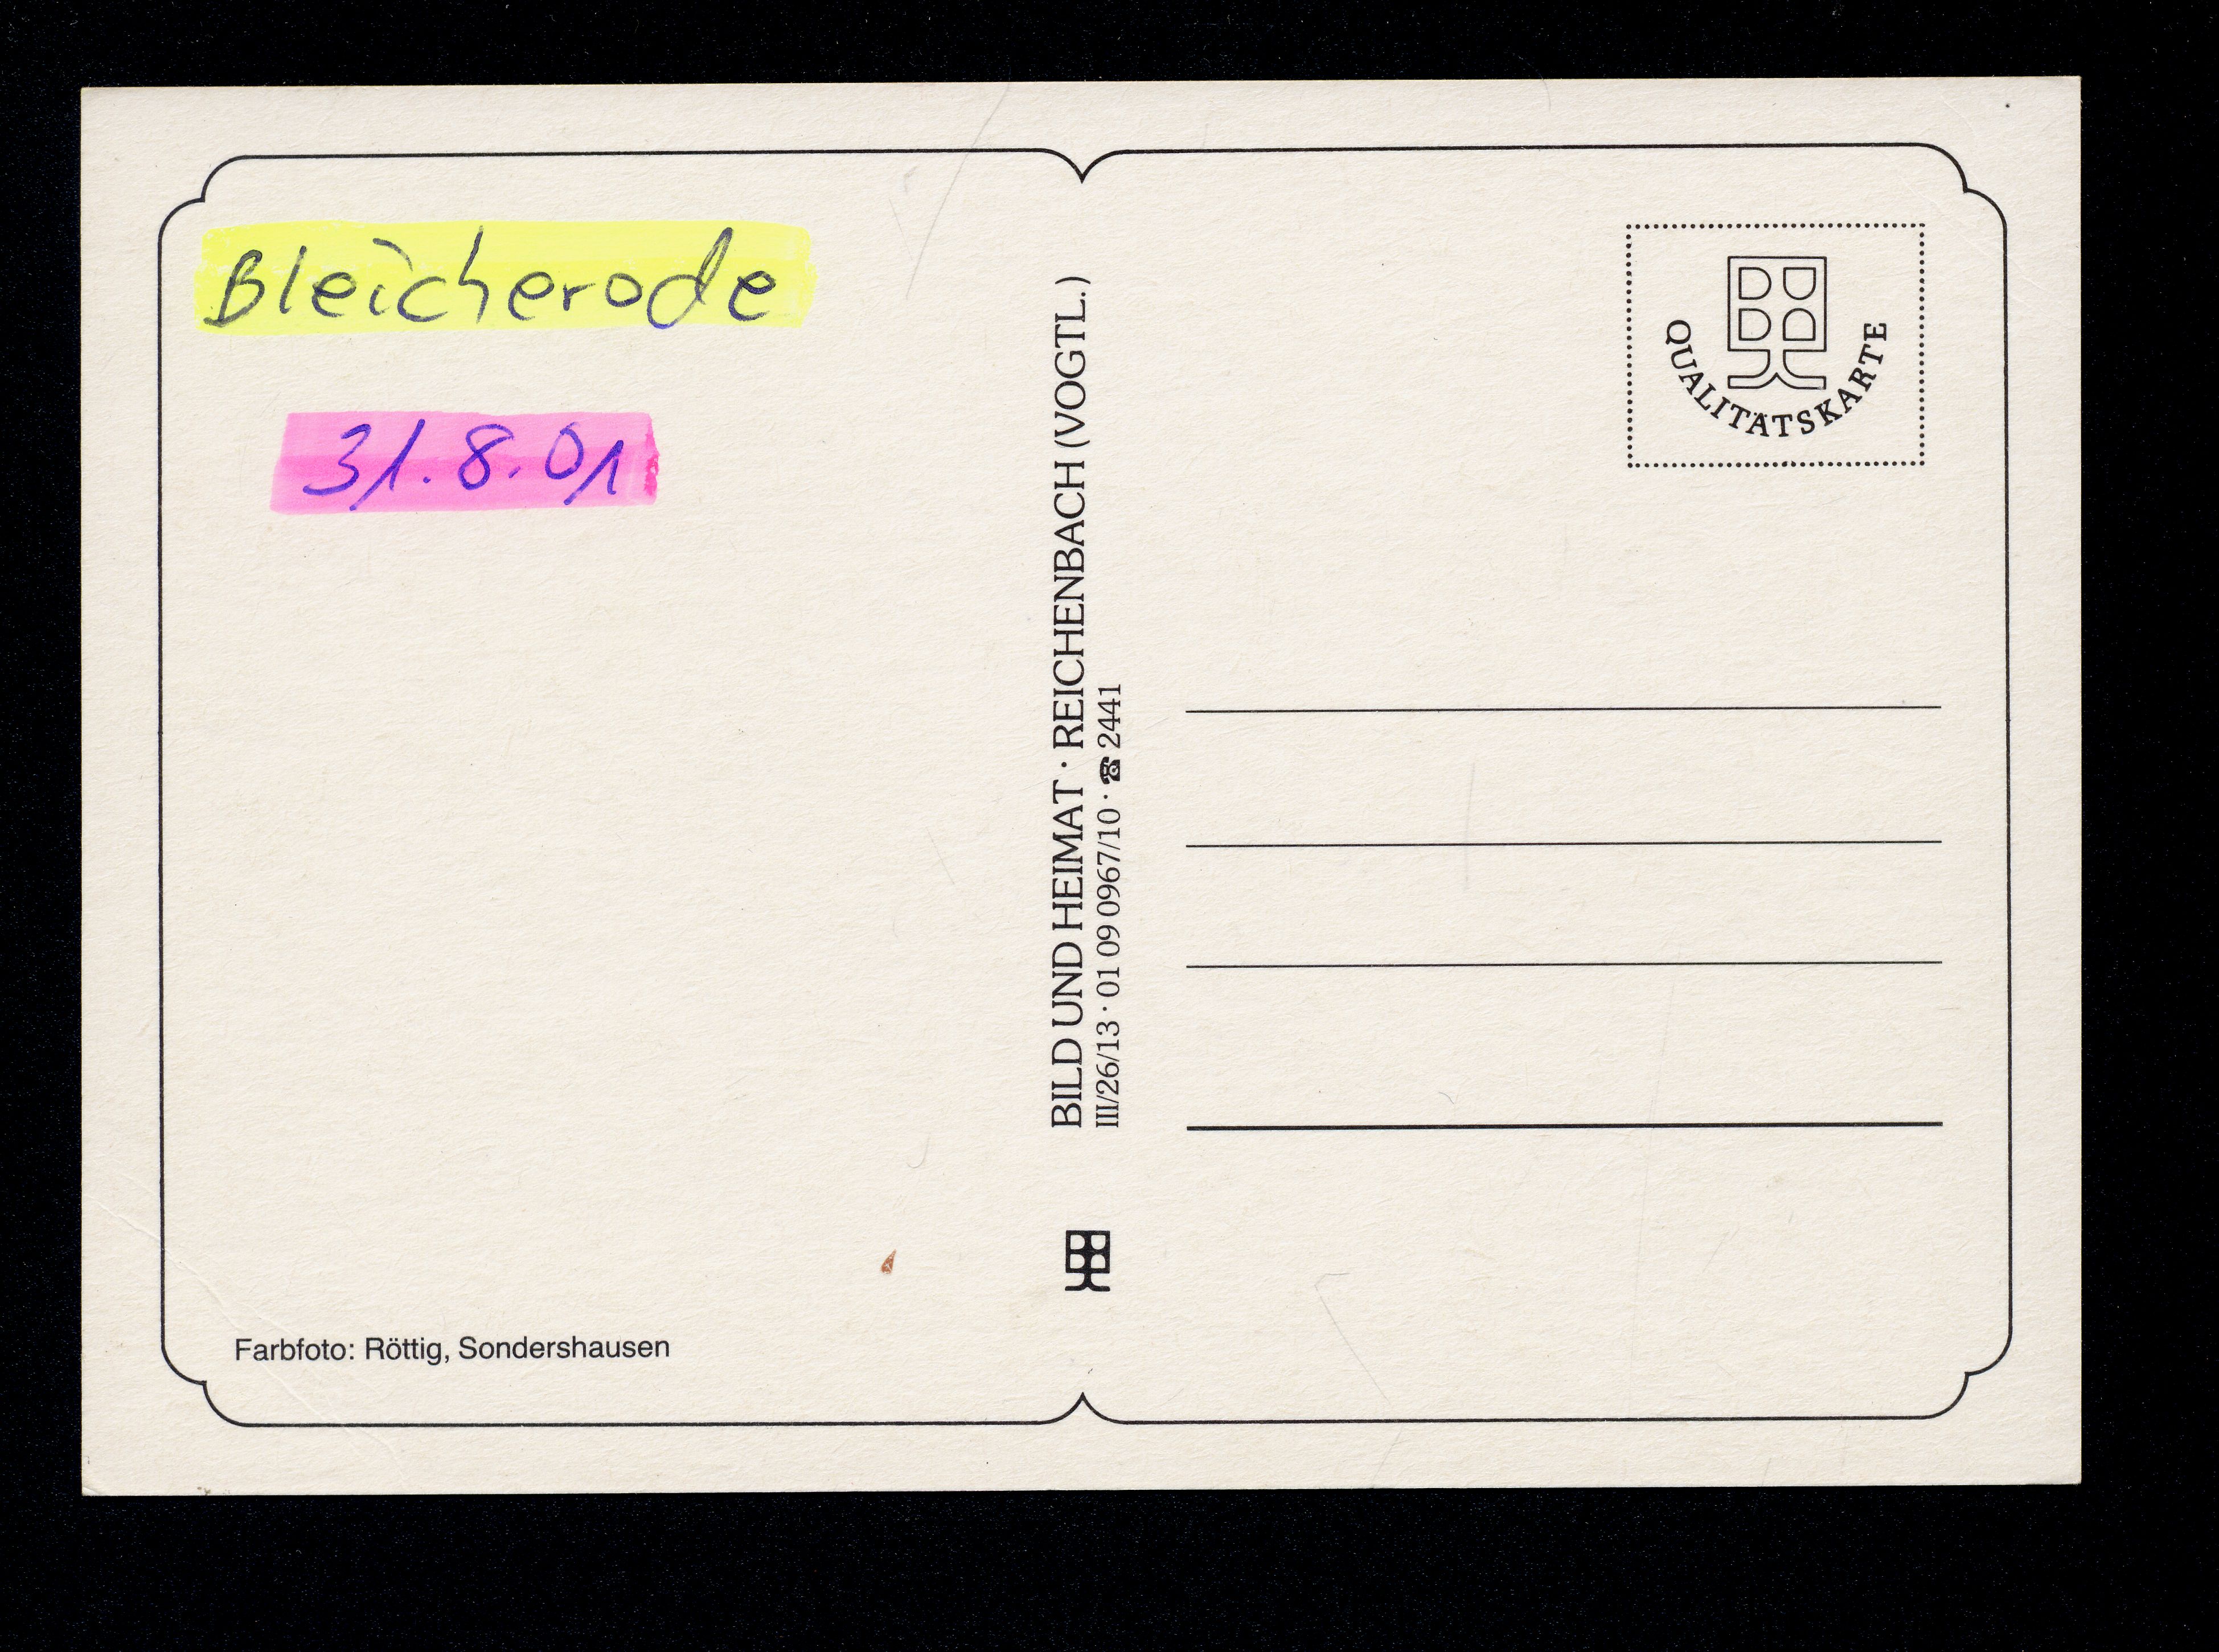 Bleicherode
31.8.01
Farbfoto: Röttig, Sondershausen
BILD UND HEIMAT · REICHENBACH (VOGTL.)
III/26/13 · 01 09 0967/10 · ☎ 2441
QUALITÄTSKARTE